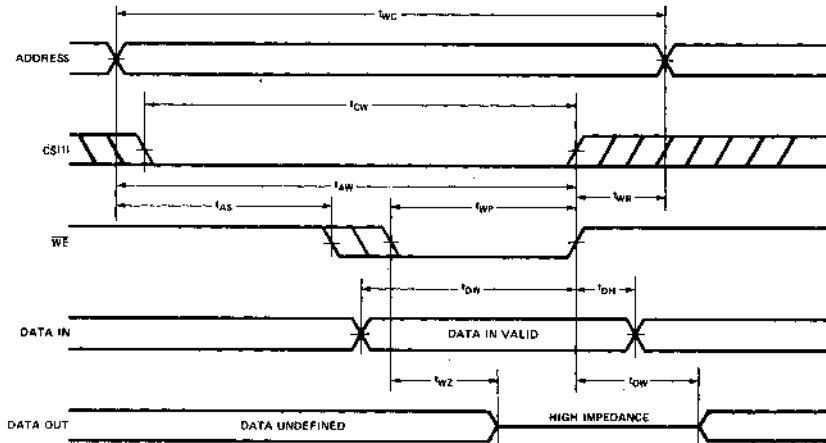 tWC
ADDRESS
tCW
CS(1)
tAW
tAS
tWP
tWR
WE
tDW
tDH
DATA IN
DATA IN VALID
tWZ
tOW
DATA OUT
DATA UNDEFINED
HIGH IMPEDANCE